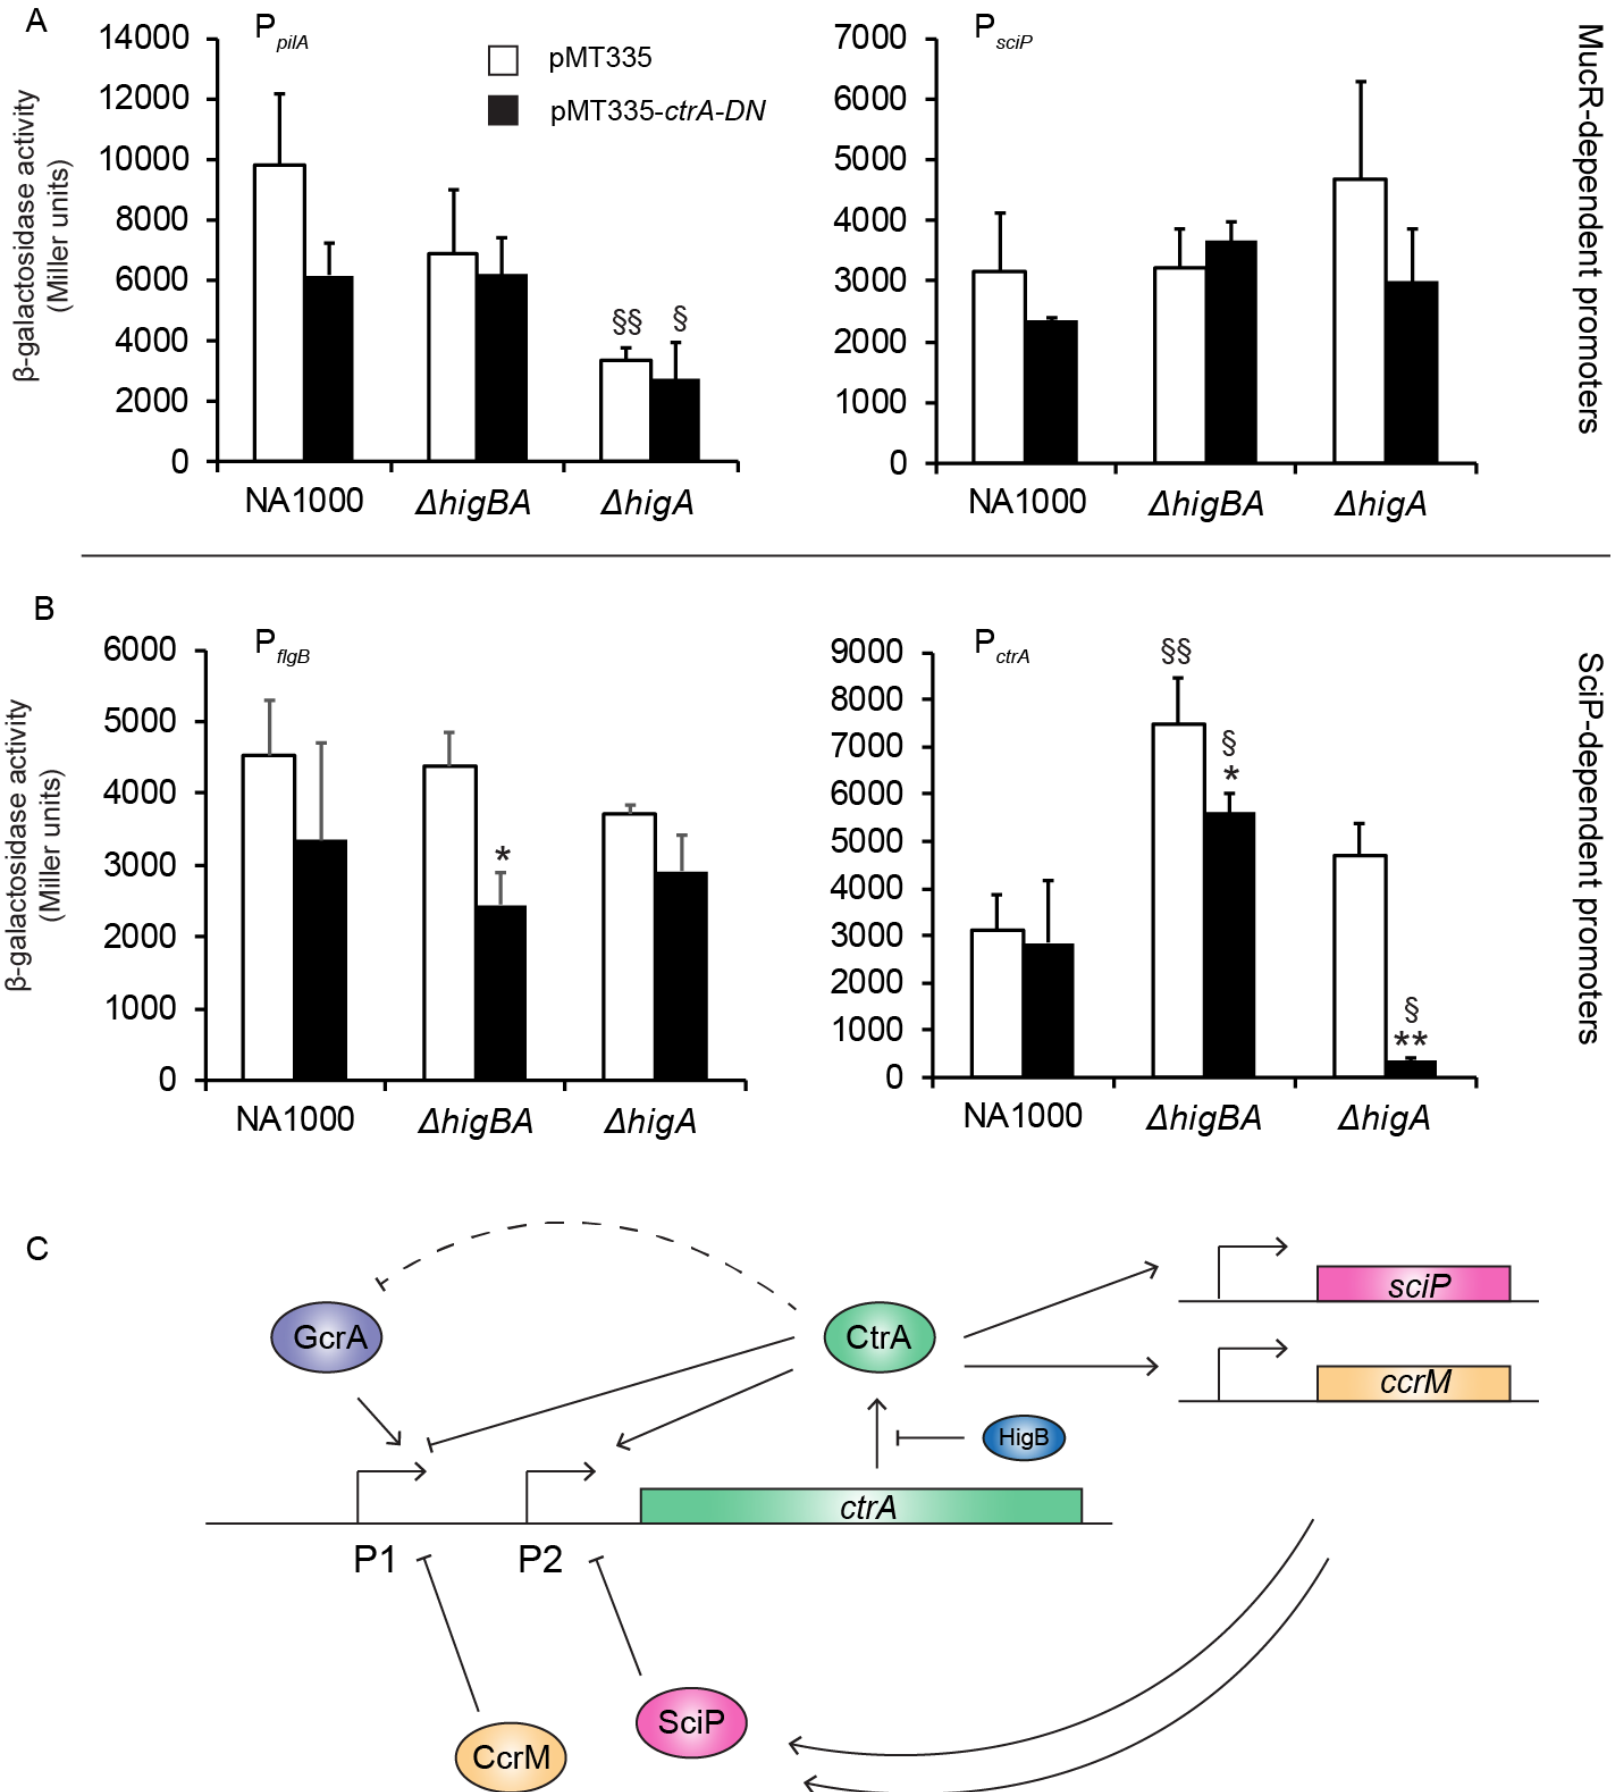 A
P pilA
pMT335
pMT335-ctrA-DN
β-galactosidase activity
(Miller units)
14000
12000
10000
8000
6000
4000
2000
0
§§
§
NA1000
ΔhigBA
ΔhigA
P sciP
7000
6000
5000
4000
3000
2000
1000
0
NA1000
ΔhigBA
ΔhigA
MucR-dependent promoters
B
P flgB
β-galactosidase activity
(Miller units)
6000
5000
4000
3000
2000
1000
0
*
NA1000
ΔhigBA
ΔhigA
P ctrA
9000
8000
7000
6000
5000
4000
3000
2000
1000
0
§§
§
*
§
**
NA1000
ΔhigBA
ΔhigA
SciP-dependent promoters
C
GcrA
CtrA
sciP
ccrM
HigB
ctrA
P1
P2
SciP
CcrM